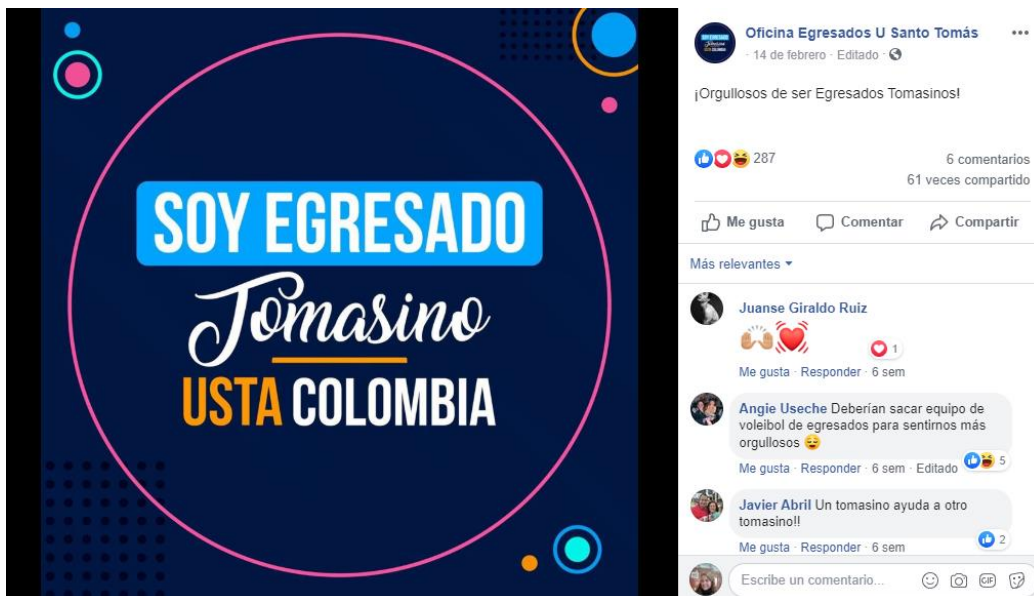 SOY EGRESADO
Tomasino
USTA COLOMBIA
Oficina Egresados U Santo Tomás
· 14 de febrero · Editado ·
¡Orgullosos de ser Egresados Tomasinos!
287
6 comentarios
61 veces compartido
Me gusta Comentar Compartir
Más relevantes
Juanse Giraldo Ruiz
1
Me gusta · Responder · 6 sem
Angie Useche Deberían sacar equipo de
voleibol de egresados para sentirnos más
orgullosos
5
Me gusta · Responder · 6 sem · Editado
Javier Abril Un tomasino ayuda a otro
tomasino!!
2
Me gusta · Responder · 6 sem
Escribe un comentario...
GIF